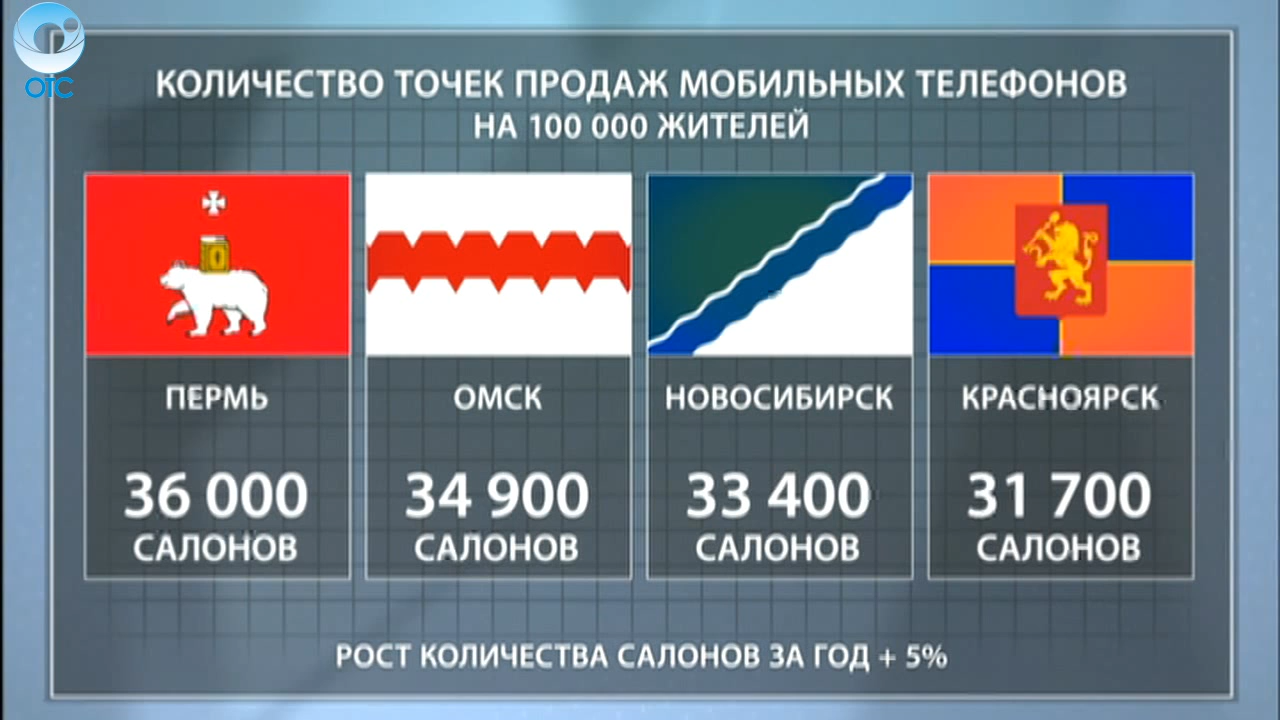 ОТС
КОЛИЧЕСТВО ТОЧЕК ПРОДАЖ МОБИЛЬНЫХ ТЕЛЕФОНОВ
НА 100 000 ЖИТЕЛЕЙ
ПЕРМЬ
36 000
САЛОНОВ
ОМСК
34 900
САЛОНОВ
НОВОСИБИРСК
33 400
САЛОНОВ
КРАСНОЯРСК
31 700
САЛОНОВ
РОСТ КОЛИЧЕСТВА САЛОНОВ ЗА ГОД + 5%